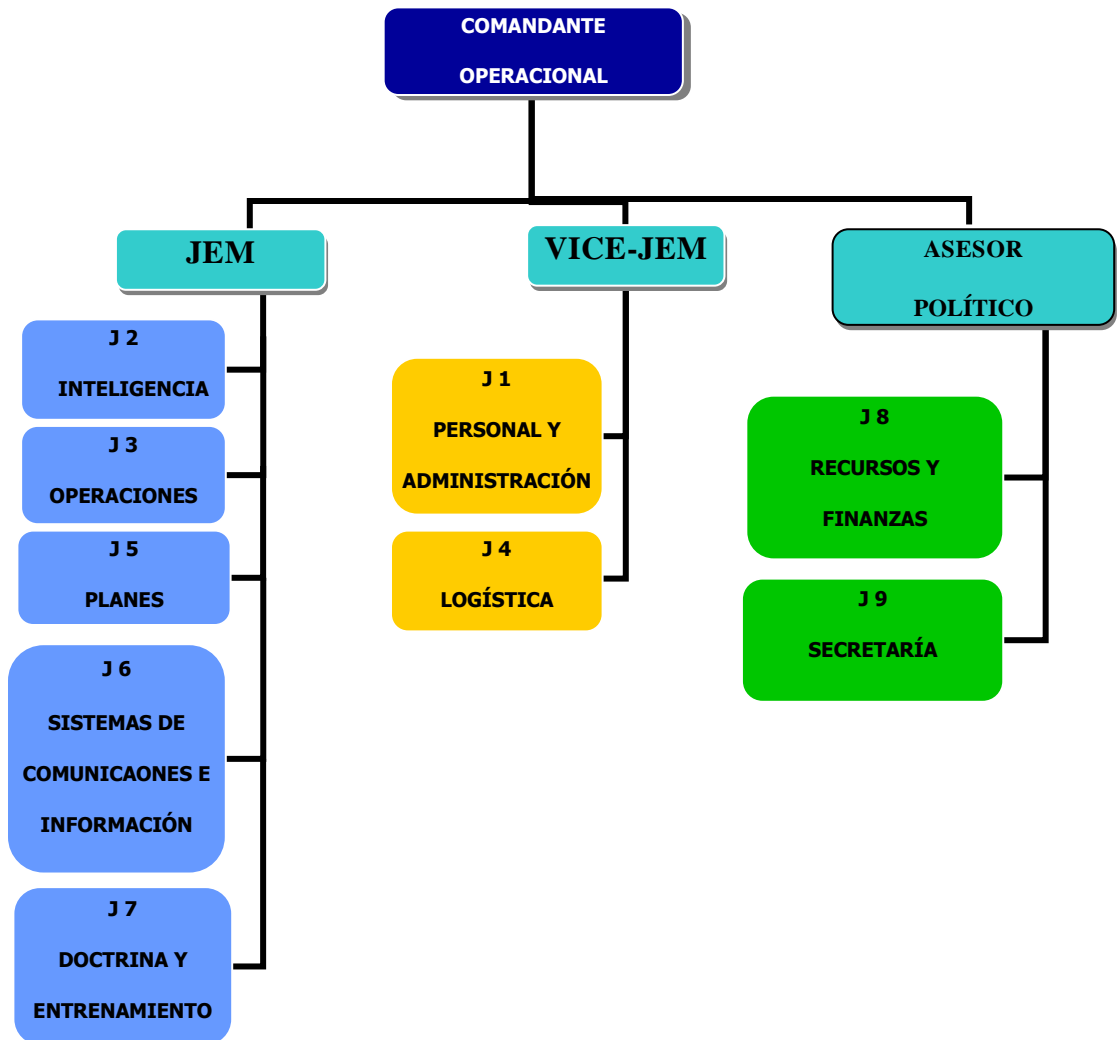 COMANDANTE
OPERACIONAL
JEM
VICE-JEM
ASESOR
POLÍTICO
J 2
INTELIGENCIA
J 3
OPERACIONES
J 5
PLANES
J 6
SISTEMAS DE
COMUNICAONES E
INFORMACIÓN
J 7
DOCTRINA Y
ENTRENAMIENTO
J 1
PERSONAL Y
ADMINISTRACIÓN
J 4
LOGÍSTICA
J 8
RECURSOS Y
FINANZAS
J 9
SECRETARÍA